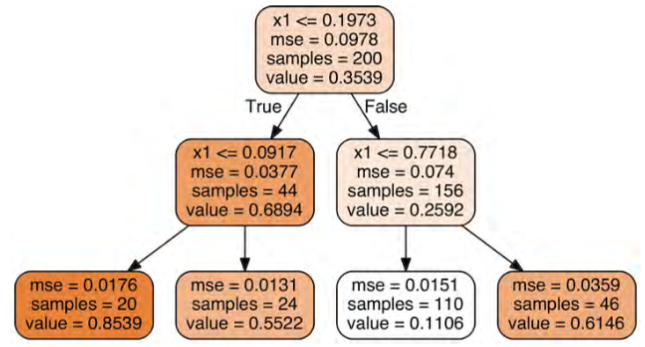 x1 <= 0.1973
mse = 0.0978
samples = 200
value = 0.3539
True
False
x1 <= 0.0917
mse = 0.0377
samples = 44
value = 0.6894
x1 <= 0.7718
mse = 0.074
samples = 156
value = 0.2592
mse = 0.0176
samples = 20
value = 0.8539
mse = 0.0131
samples = 24
value = 0.5522
mse = 0.0151
samples = 110
value = 0.1106
mse = 0.0359
samples = 46
value = 0.6146